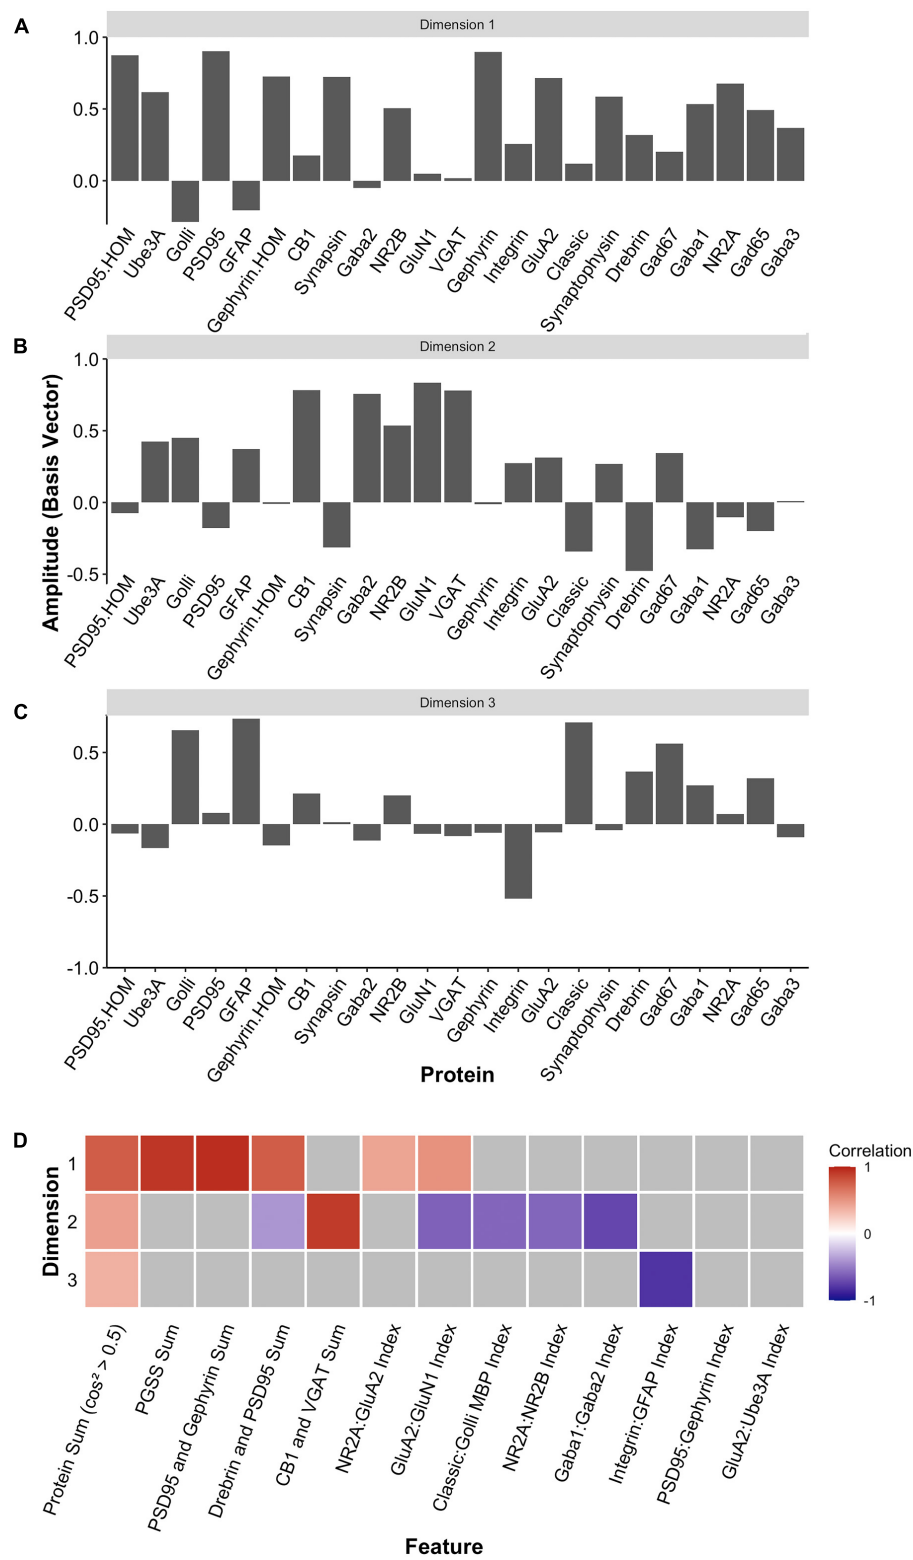 A
Dimension 1
1.0
0.5
0.0
PSD95.HOM
Ube3A
Golli
PSD95
GFAP
Gephyrin.HOM
CB1
Synapsin
Gaba2
NR2B
GluN1
VGAT
Gephyrin
Integrin
GluA2
Classic
Synaptophysin
Drebrin
Gad67
Gaba1
NR2A
Gad65
Gaba3
B
Dimension 2
1.0
0.5
0.0
-0.5
Amplitude (Basis Vector)
PSD95.HOM
Ube3A
Golli
PSD95
GFAP
Gephyrin.HOM
CB1
Synapsin
Gaba2
NR2B
GluN1
VGAT
Gephyrin
Integrin
GluA2
Classic
Synaptophysin
Drebrin
Gad67
Gaba1
NR2A
Gad65
Gaba3
C
Dimension 3
0.5
0.0
-0.5
-1.0
PSD95.HOM
Ube3A
Golli
PSD95
GFAP
Gephyrin.HOM
CB1
Synapsin
Gaba2
NR2B
GluN1
VGAT
Gephyrin
Integrin
GluA2
Classic
Synaptophysin
Drebrin
Gad67
Gaba1
NR2A
Gad65
Gaba3
Protein
D
Dimension
1
2
3
Correlation
1
0
-1
Protein Sum (cos² > 0.5)
PGSS Sum
PSD95 and Gephyrin Sum
Drebrin and PSD95 Sum
CB1 and VGAT Sum
NR2A:GluA2 Index
GluA2:GluN1 Index
Classic:Golli MBP Index
NR2A:NR2B Index
Gaba1:Gaba2 Index
Integrin:GFAP Index
PSD95:Gephyrin Index
GluA2:Ube3A Index
Feature